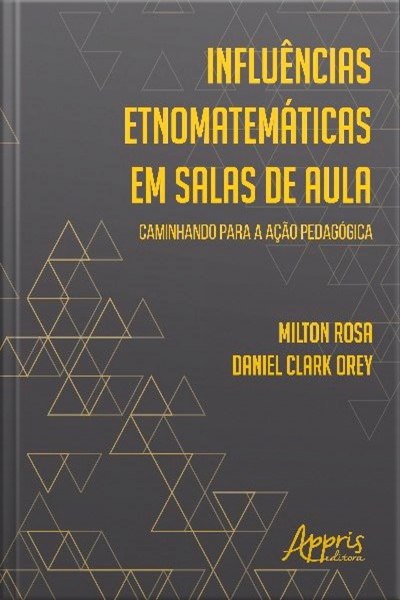 INFLUÊNCIAS
ETNOMATEMÁTICAS
EM SALAS DE AULA
CAMINHANDO PARA A AÇÃO PEDAGÓGICA
MILTON ROSA
DANIEL CLARK OREY
Appris
editora